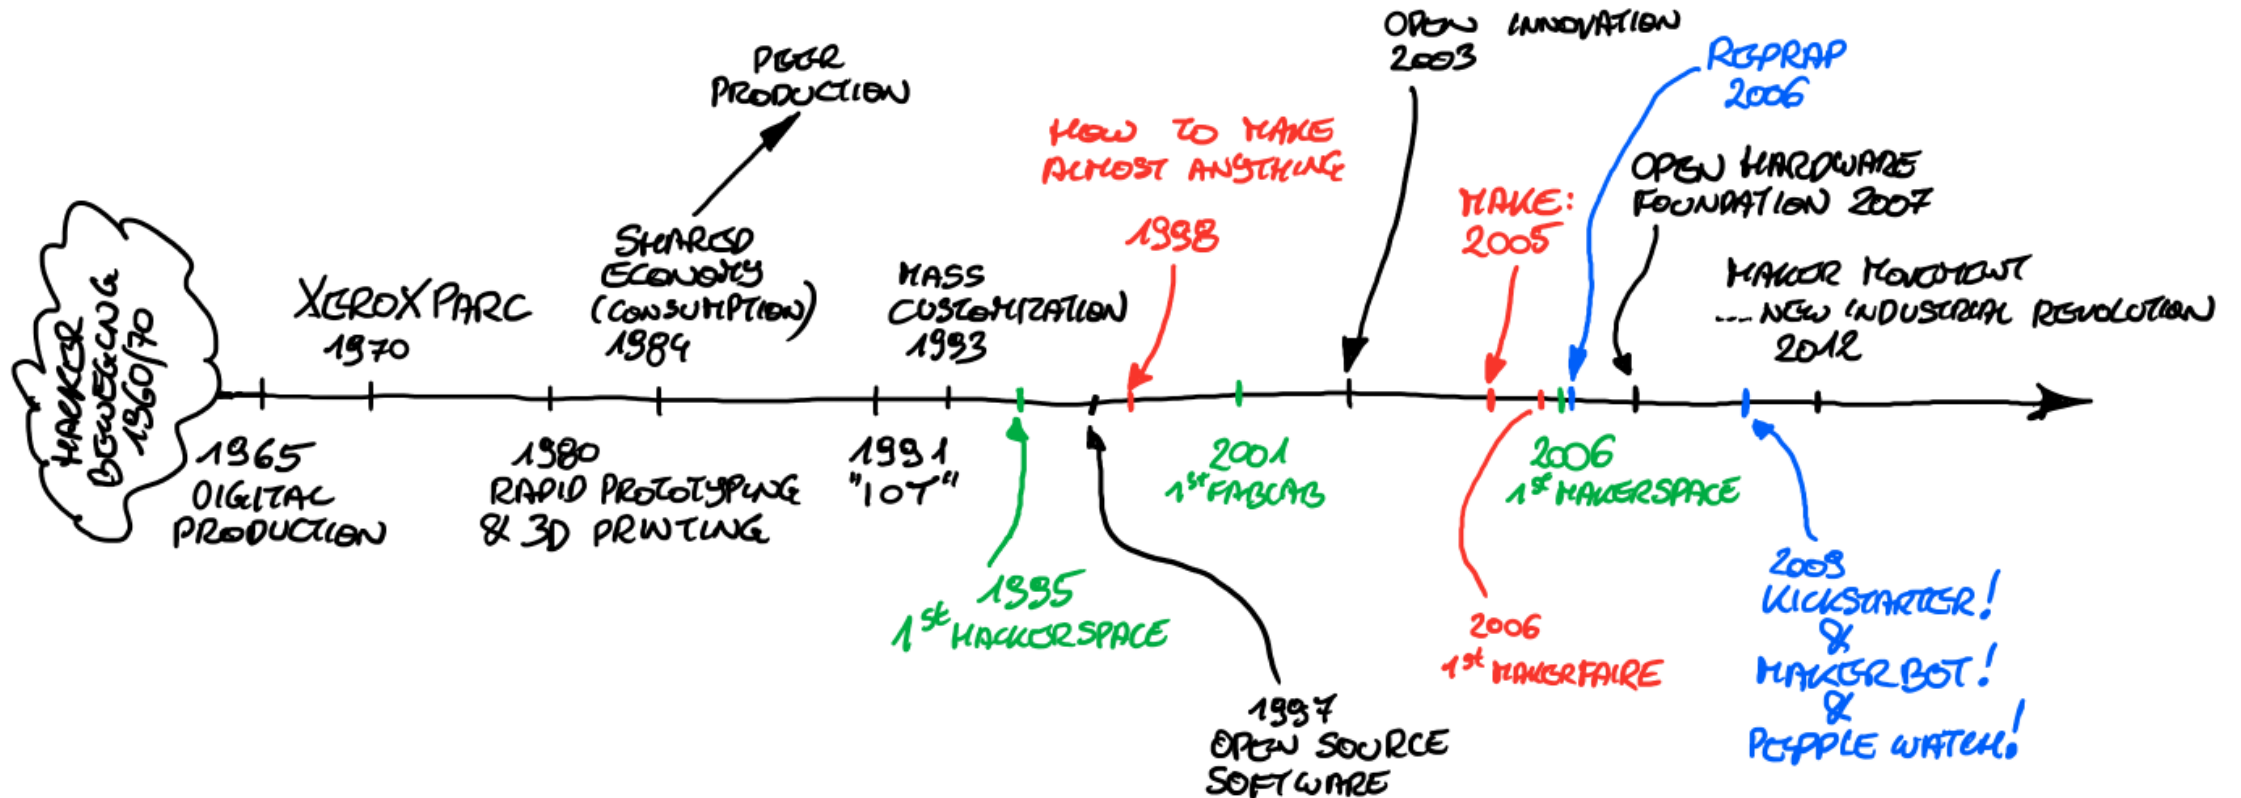 HACKER
BEWEGING
1960/70
1965
DIGITAL
PRODUCTION
XEROX PARC
1970
1980
RAPID PROTOTYPING
& 3D PRINTING
PEER
PRODUCTION
SHARED
ECONOMY
(CONSUMPTION)
1984
1991
"IOT"
MASS
CUSTOMIZATION
1993
1995
1st HACKERSPACE
1997
OPEN SOURCE
SOFTWARE
HOW TO MAKE
ALMOST ANYTHING
1998
2001
1st FABLAB
OPEN INNOVATION
2003
MAKE:
2005
2006
1st MAKERFAIRE
2006
1st MAKERSPACE
REPRAP
2006
OPEN HARDWARE
FOUNDATION 2007
2009
KICKSTARTER!
&
MAKERBOT!
&
PEPPLE WATCH!
MAKER MOVEMENT
... NEW INDUSTRIAL REVOLUTION
2012